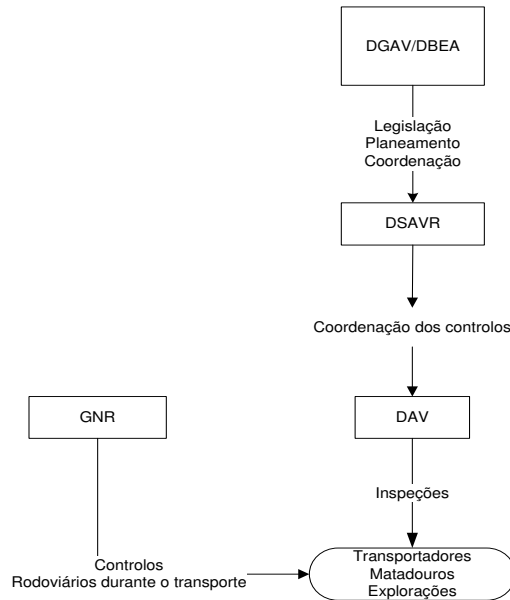 DGAV/DBEA
Legislação
Planeamento
Coordenação
DSAVR
Coordenação dos controlos
GNR
DAV
Inspeções
Controlos
Rodoviários durante o transporte
Transportadores
Matadouros
Explorações